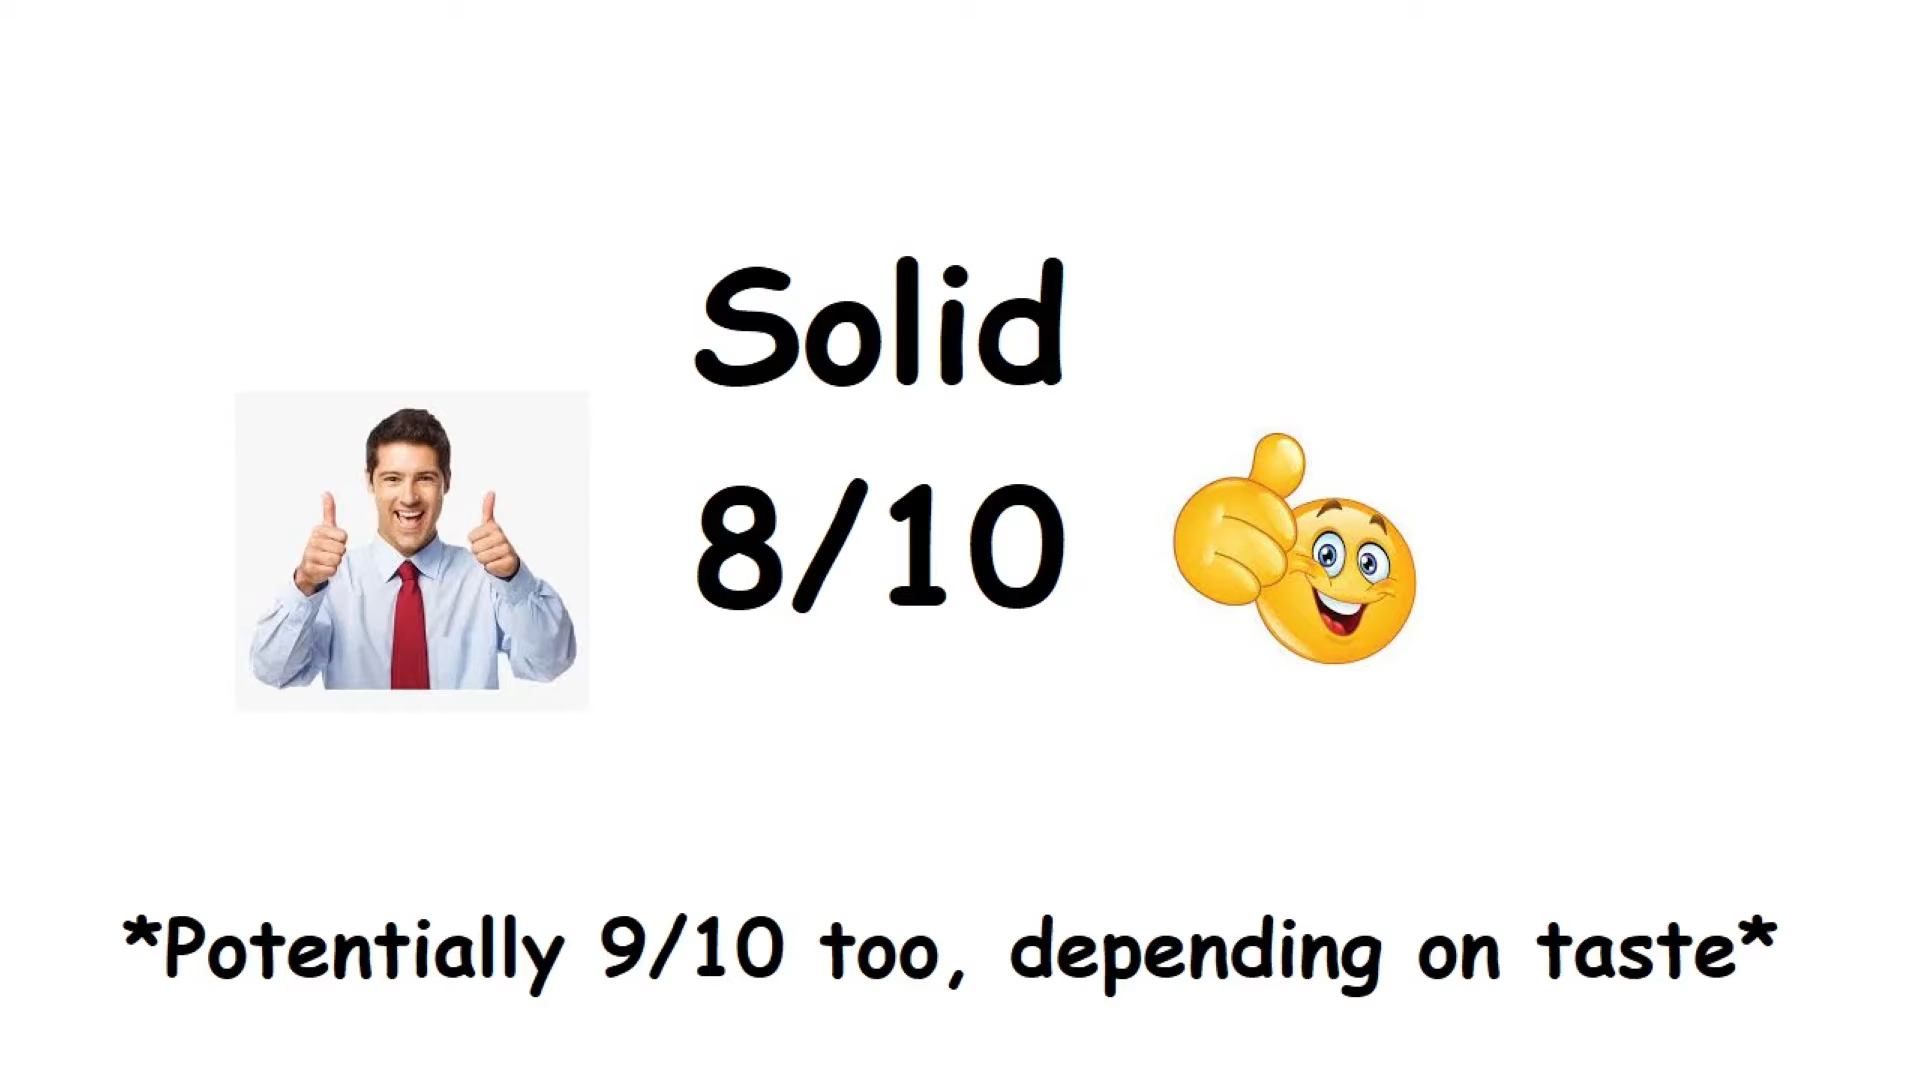 Solid
8/10
*Potentially 9/10 too, depending on taste*